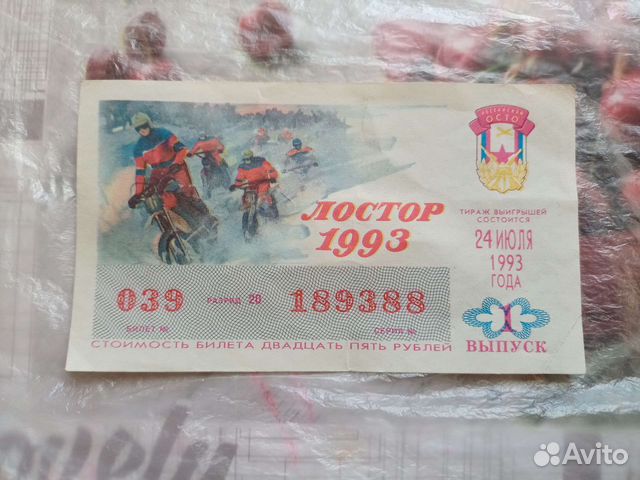 РОССИЙСКАЯ
ОСТО
ЛОСТОР
1993
ТИРАЖ ВЫИГРЫШЕЙ
СОСТОИТСЯ
24 ИЮЛЯ
1993
ГОДА
039 РАЗРЯД 20 189388
БИЛЕТ № СЕРИЯ №
1
ВЫПУСК
СТОИМОСТЬ БИЛЕТА ДВАДЦАТЬ ПЯТЬ РУБЛЕЙ
Avito